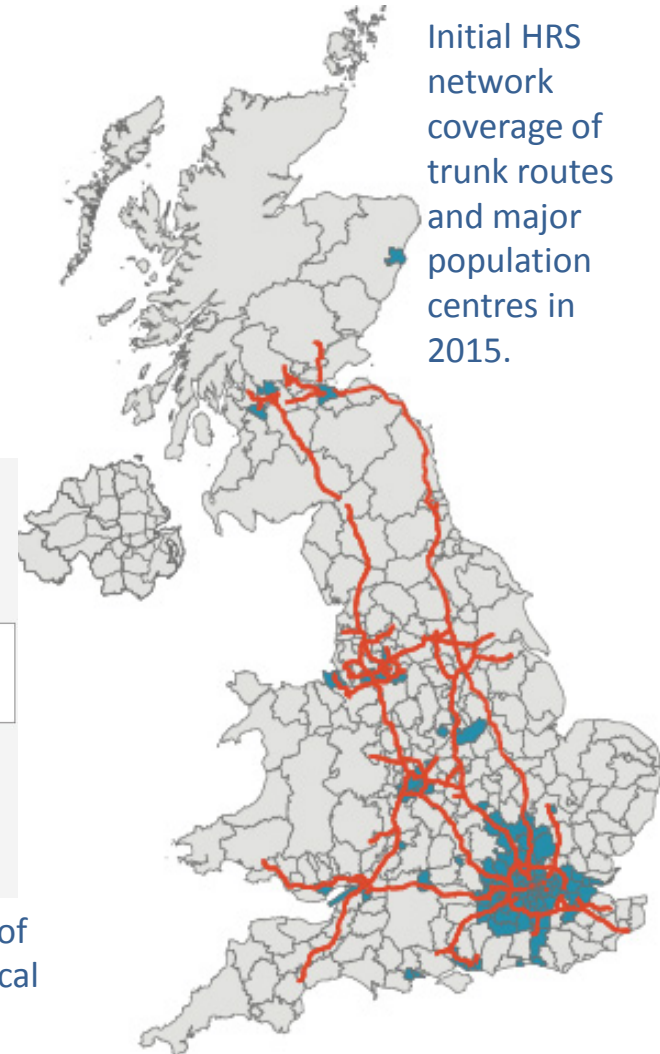 Initial HRS
network
coverage of
trunk routes
and major
population
centres in
2015.
of
cal